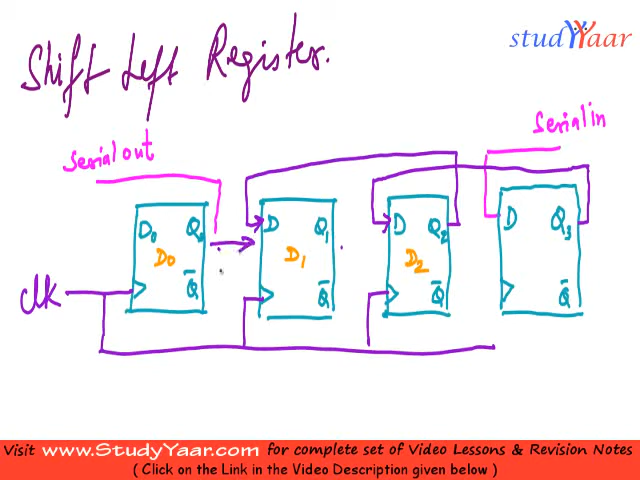 Shift Left Register.
studYYaar
Serial out
Serial in
D₀ Q₀
D₀
Q̅
D Q₁
D₁
Q̅
D Q₂
D₂
Q̅
D Q₃
Q̅
clk
Visit www.StudyYaar.com for complete set of Video Lessons & Revision Notes
( Click on the Link in the Video Description given below )